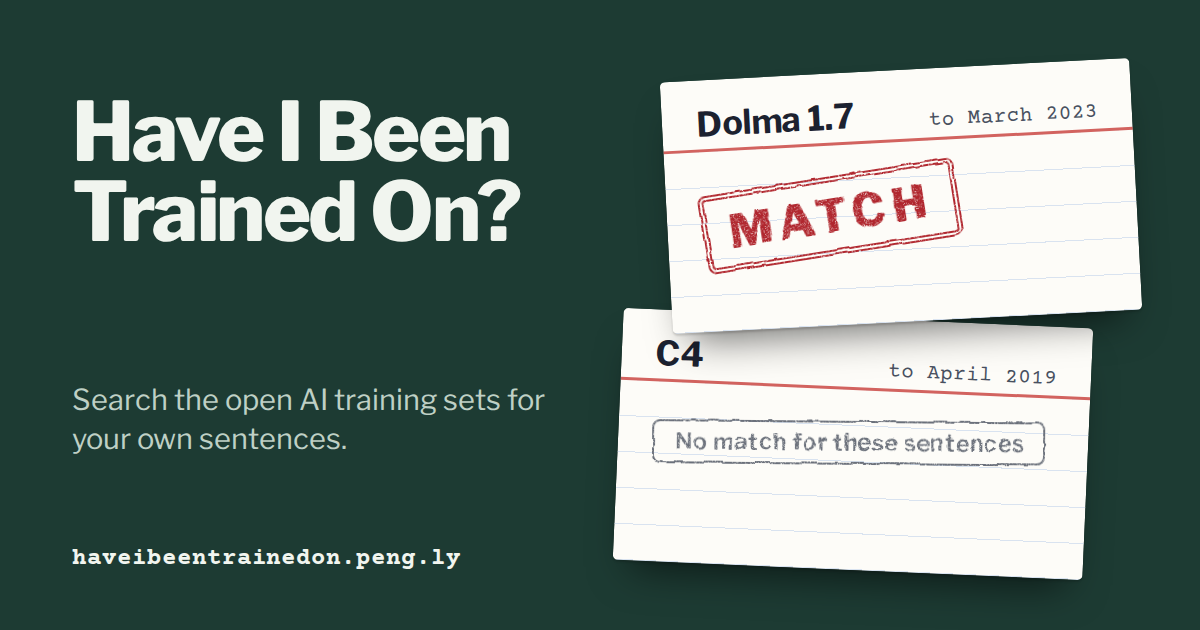 Have I Been
Trained On?
Search the open AI training sets for
your own sentences.
haveibeentrainedon.peng.ly
Dolma 1.7
to March 2023
MATCH
C4
to April 2019
No match for these sentences